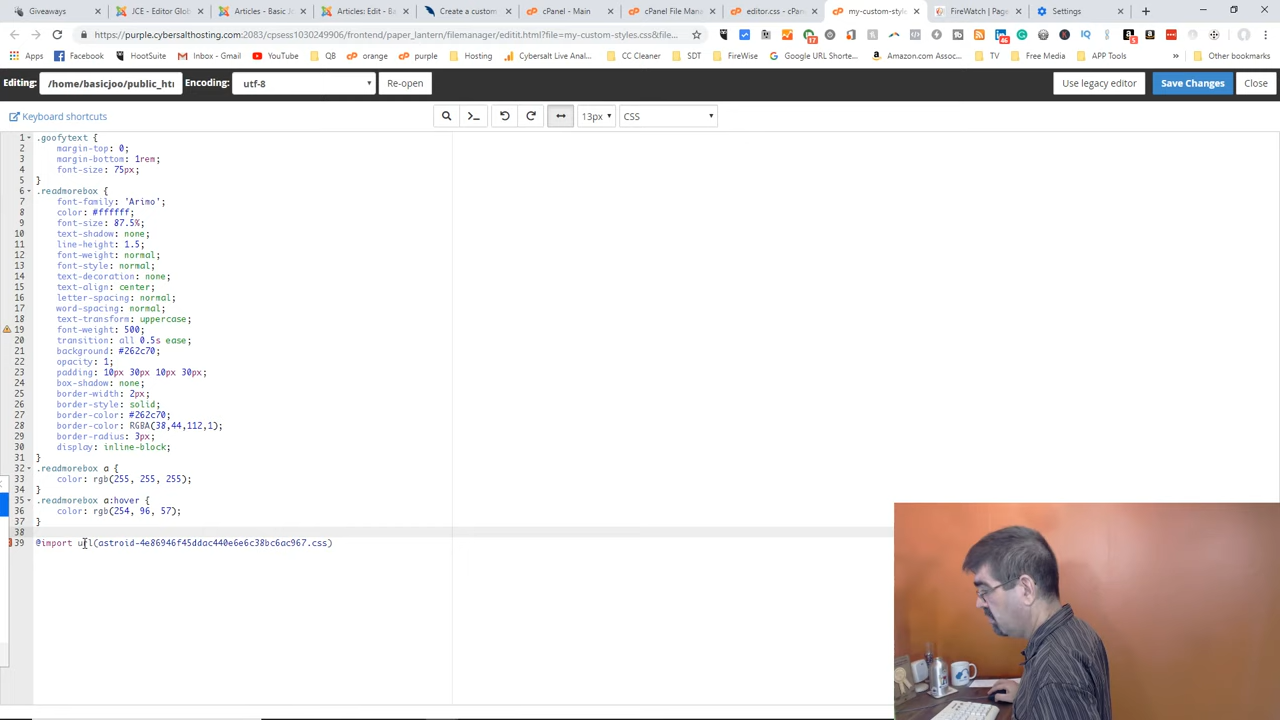 Giveaways
JCE - Editor Glob
Articles - Basic Jo
Articles: Edit - Ba
Create a custom
cPanel - Main
cPanel File Mana
editor.css - cPan
my-custom-style
FireWatch | Page
Settings
https://purple.cybersalthosting.com:2083/cpsess1030249906/frontend/paper_lantern/filemanager/editit.html?file=my-custom-styles.css&file
Apps Facebook HootSuite Inbox - Gmail YouTube QB orange purple Hosting Cybersalt Live Anal... CC Cleaner SDT FireWise Google URL Shorte... Amazon.com Assoc... TV Free Media APP Tools Other bookmarks
Editing: /home/basicjoo/public_htm Encoding: utf-8 Re-open Use legacy editor Save Changes Close
Keyboard shortcuts 13px CSS
1 .goofytext {
2 margin-top: 0;
3 margin-bottom: 1rem;
4 font-size: 75px;
5 }
6 .readmorebox {
7 font-family: 'Arimo';
8 color: #ffffff;
9 font-size: 87.5%;
10 text-shadow: none;
11 line-height: 1.5;
12 font-weight: normal;
13 font-style: normal;
14 text-decoration: none;
15 text-align: center;
16 letter-spacing: normal;
17 word-spacing: normal;
18 text-transform: uppercase;
19 font-weight: 500;
20 transition: all 0.5s ease;
21 background: #262c70;
22 opacity: 1;
23 padding: 10px 30px 10px 30px;
24 box-shadow: none;
25 border-width: 2px;
26 border-style: solid;
27 border-color: #262c70;
28 border-color: RGBA(38,44,112,1);
29 border-radius: 3px;
30 display: inline-block;
31 }
32 .readmorebox a {
33 color: rgb(255, 255, 255);
34 }
35 .readmorebox a:hover {
36 color: rgb(254, 96, 57);
37 }
38
39 @import url(astroid-4e86946f45ddac440e6e6c38bc6ac967.css)